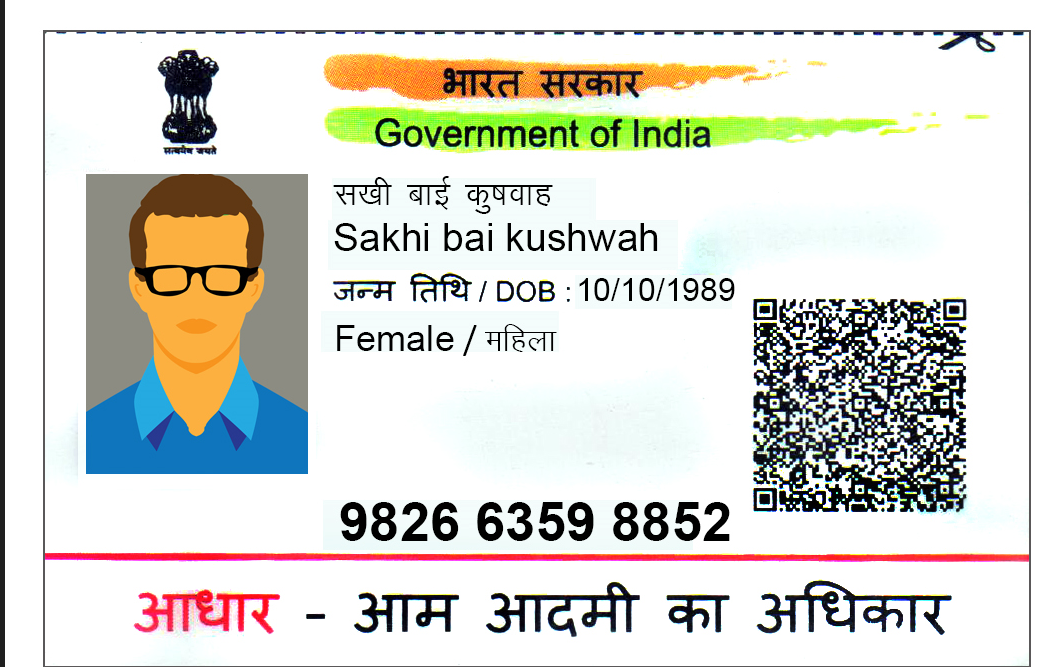 भारत सरकार
Government of India
सत्यमेव जयते
सखी बाई कुषवाह
Sakhi bai kushwah
जन्म तिथि / DOB : 10/10/1989
Female / महिला
9826 6359 8852
आधार - आम आदमी का अधिकार